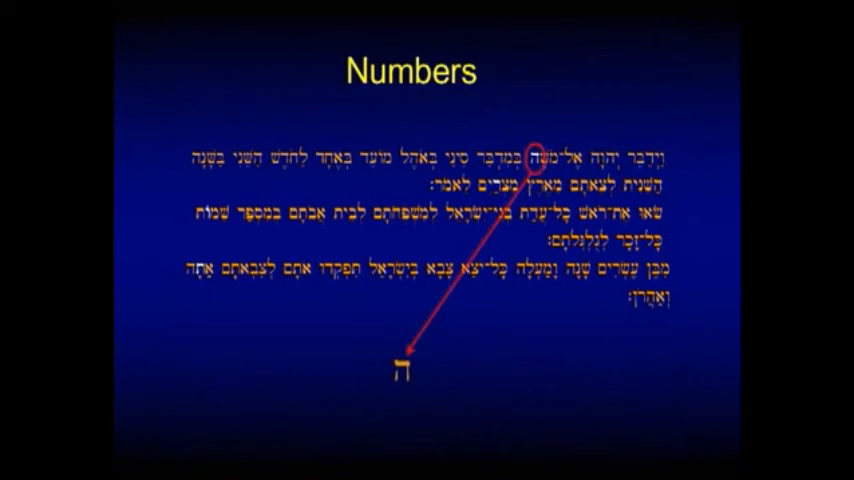 Numbers
וַיְדַבֵּר יְהוָה אֶל־מֹשֶׁה בְּמִדְבַּר סִינַי בְּאֹהֶל מוֹעֵד בְּאֶחָד לַחֹדֶשׁ הַשֵּׁנִי בַּשָּׁנָה
הַשֵּׁנִית לְצֵאתָם מֵאֶרֶץ מִצְרַיִם לֵאמֹר׃
שְׂאוּ אֶת־רֹאשׁ כָּל־עֲדַת בְּנֵי־יִשְׂרָאֵל לְמִשְׁפְּחֹתָם לְבֵית אֲבֹתָם בְּמִסְפַּר שֵׁמוֹת
כָּל־זָכָר לְגֻלְגְּלֹתָם׃
מִבֶּן עֶשְׂרִים שָׁנָה וָמַעְלָה כָּל־יֹצֵא צָבָא בְּיִשְׂרָאֵל תִּפְקְדוּ אֹתָם לְצִבְאֹתָם אַתָּה
וְאַהֲרֹן׃
ה